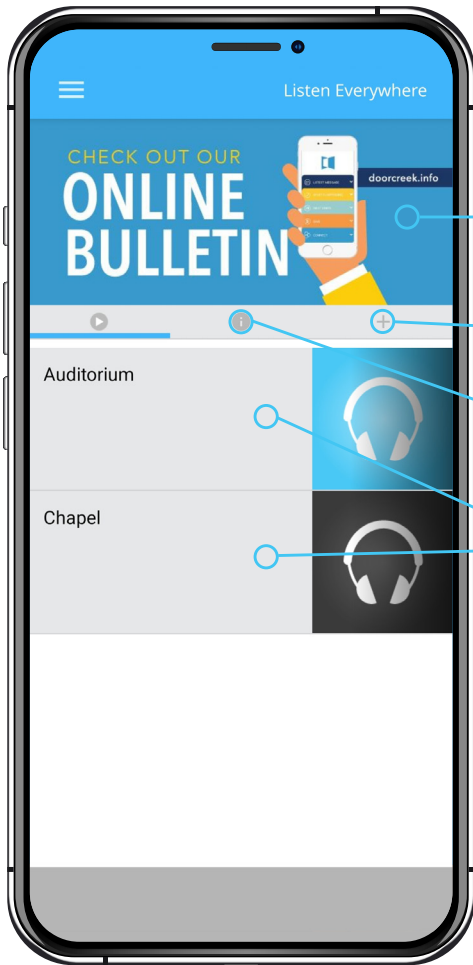 Listen Everywhere
CHECK OUT OUR
ONLINE
BULLETIN
doorcreek.info
Auditorium
Chapel